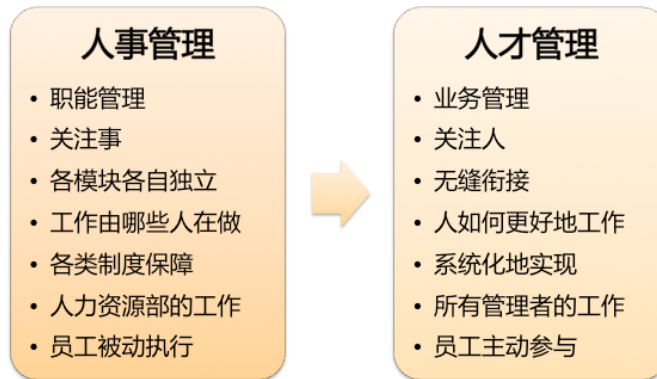 人事管理
• 职能管理
• 关注事
• 各模块各自独立
• 工作由哪些人在做
• 各类制度保障
• 人力资源部的工作
• 员工被动执行
人才管理
• 业务管理
• 关注人
• 无缝衔接
• 人如何更好地工作
• 系统化地实现
• 所有管理者的工作
• 员工主动参与